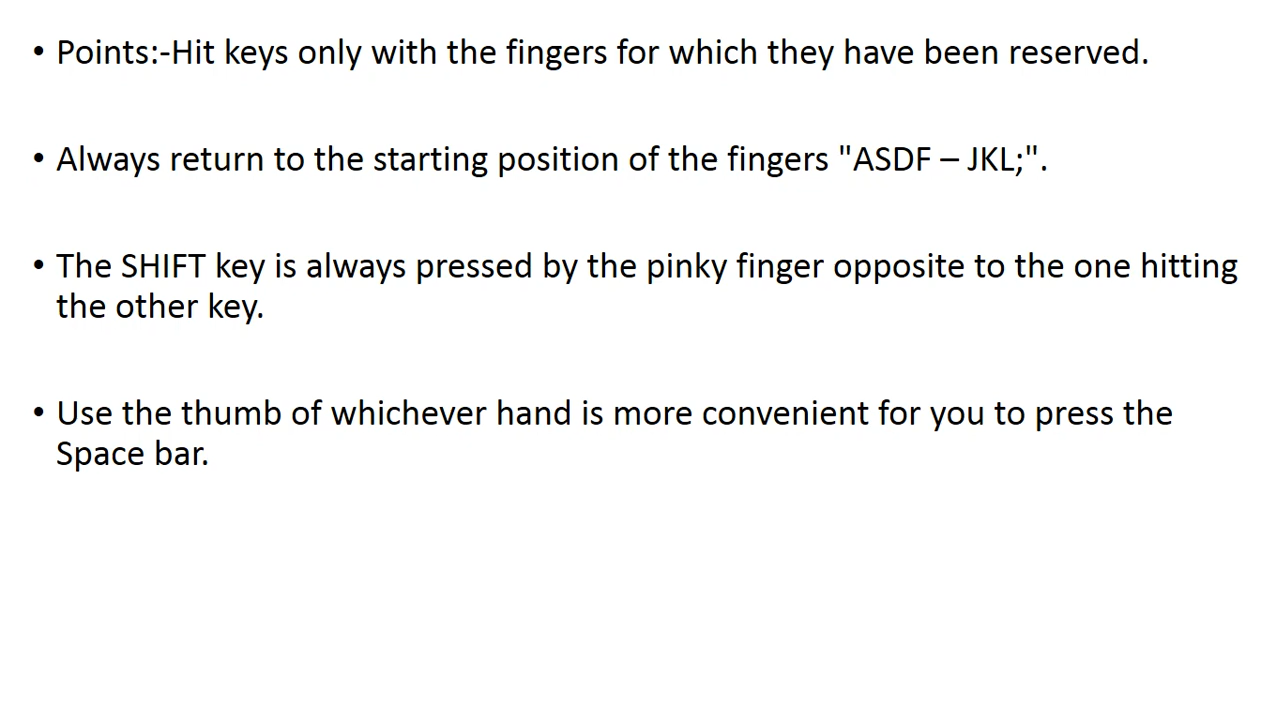 • Points:-Hit keys only with the fingers for which they have been reserved.
• Always return to the starting position of the fingers "ASDF – JKL;".
• The SHIFT key is always pressed by the pinky finger opposite to the one hitting
the other key.
• Use the thumb of whichever hand is more convenient for you to press the
Space bar.